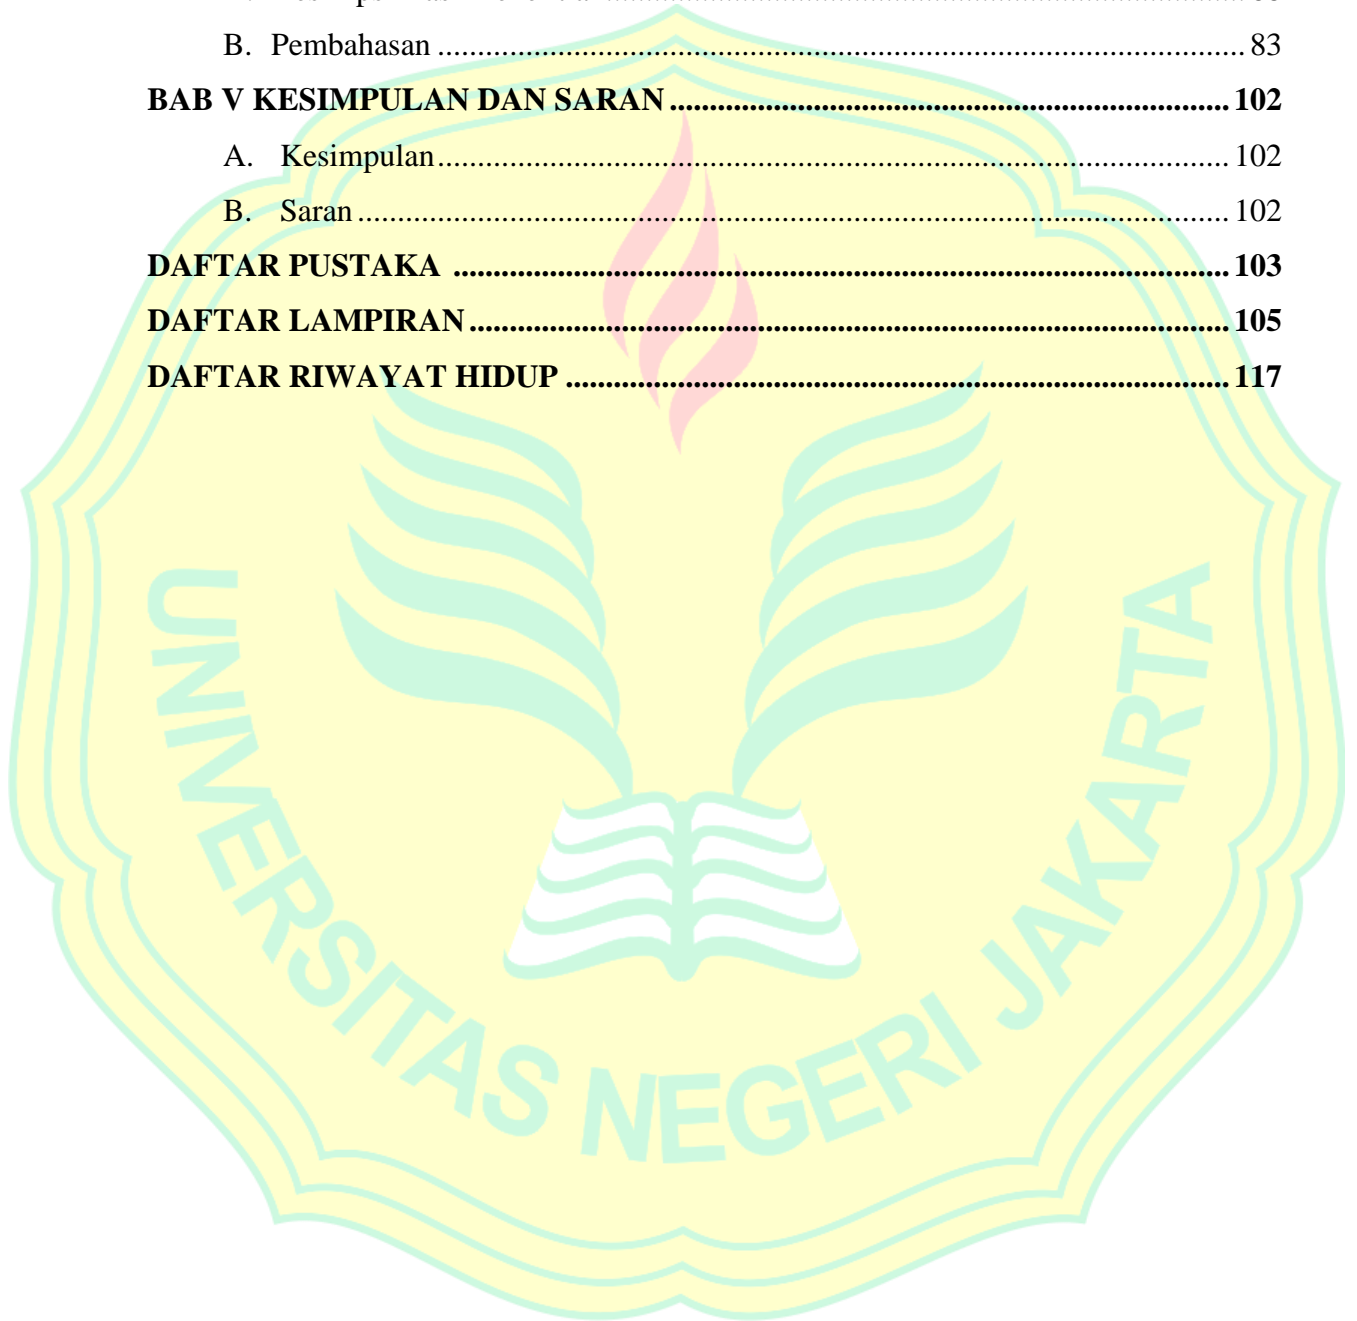 B. Pembahasan ........................................................................................................ 83
BAB V KESIMPULAN DAN SARAN ...................................................................... 102
A. Kesimpulan .................................................................................................... 102
B. Saran .............................................................................................................. 102
DAFTAR PUSTAKA ................................................................................................. 103
DAFTAR LAMPIRAN ............................................................................................... 105
DAFTAR RIWAYAT HIDUP ................................................................................... 117
UNIVERSITAS NEGERI JAKARTA